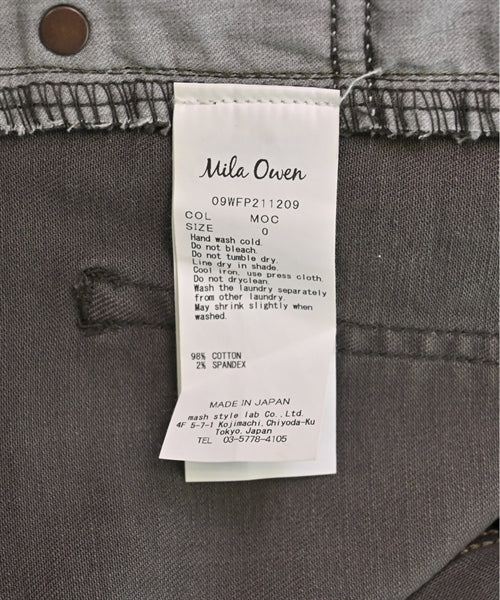 Mila Owen
09WFP211209
COL MOC
SIZE 0
Hand wash cold.
Do not bleach.
Do not tumble dry.
Line dry in shade.
Cool iron, use press cloth.
Do not dryclean.
Wash the laundry separately
from other laundry.
May shrink slightly when
washed.
98% COTTON
2% SPANDEX
MADE IN JAPAN
mash style lab Co., Ltd.
4F 5-7-1 Kojimachi, Chiyoda-Ku
Tokyo, Japan
TEL 03-5778-4105